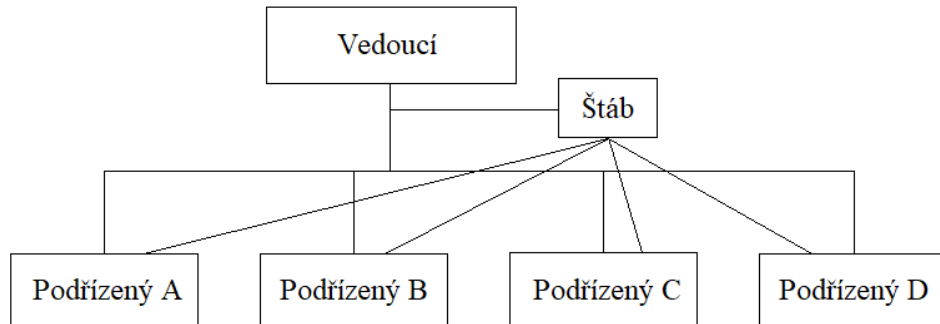 Vedoucí
Štáb
Podřízený A
Podřízený B
Podřízený C
Podřízený D